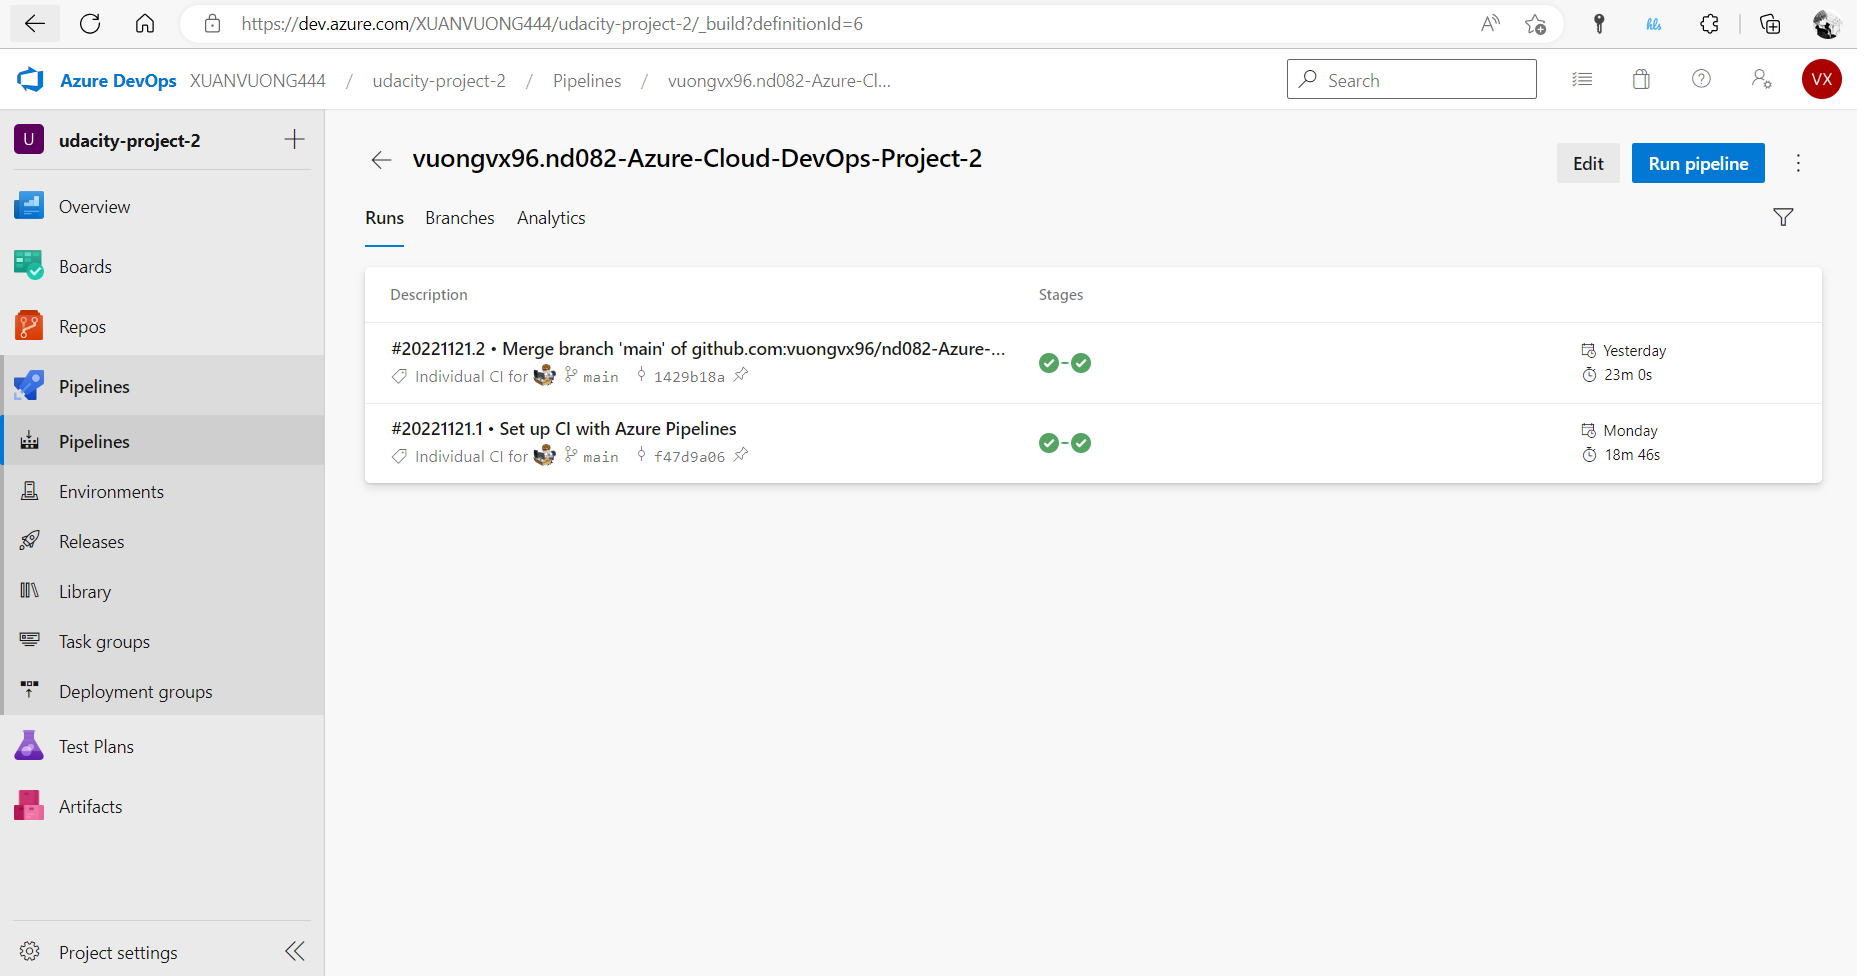 https://dev.azure.com/XUANVUONG444/udacity-project-2/_build?definitionId=6
hls
Azure DevOps XUANVUONG444 / udacity-project-2 / Pipelines / vuongvx96.nd082-Azure-Cl...
Search
VX
U udacity-project-2
Overview
Boards
Repos
Pipelines
Pipelines
Environments
Releases
Library
Task groups
Deployment groups
Test Plans
Artifacts
Project settings
vuongvx96.nd082-Azure-Cloud-DevOps-Project-2
Edit
Run pipeline
Runs Branches Analytics
Description Stages
#20221121.2 • Merge branch 'main' of github.com:vuongvx96/nd082-Azure-...
Individual CI for main 1429b18a
Yesterday
23m 0s
#20221121.1 • Set up CI with Azure Pipelines
Individual CI for main f47d9a06
Monday
18m 46s